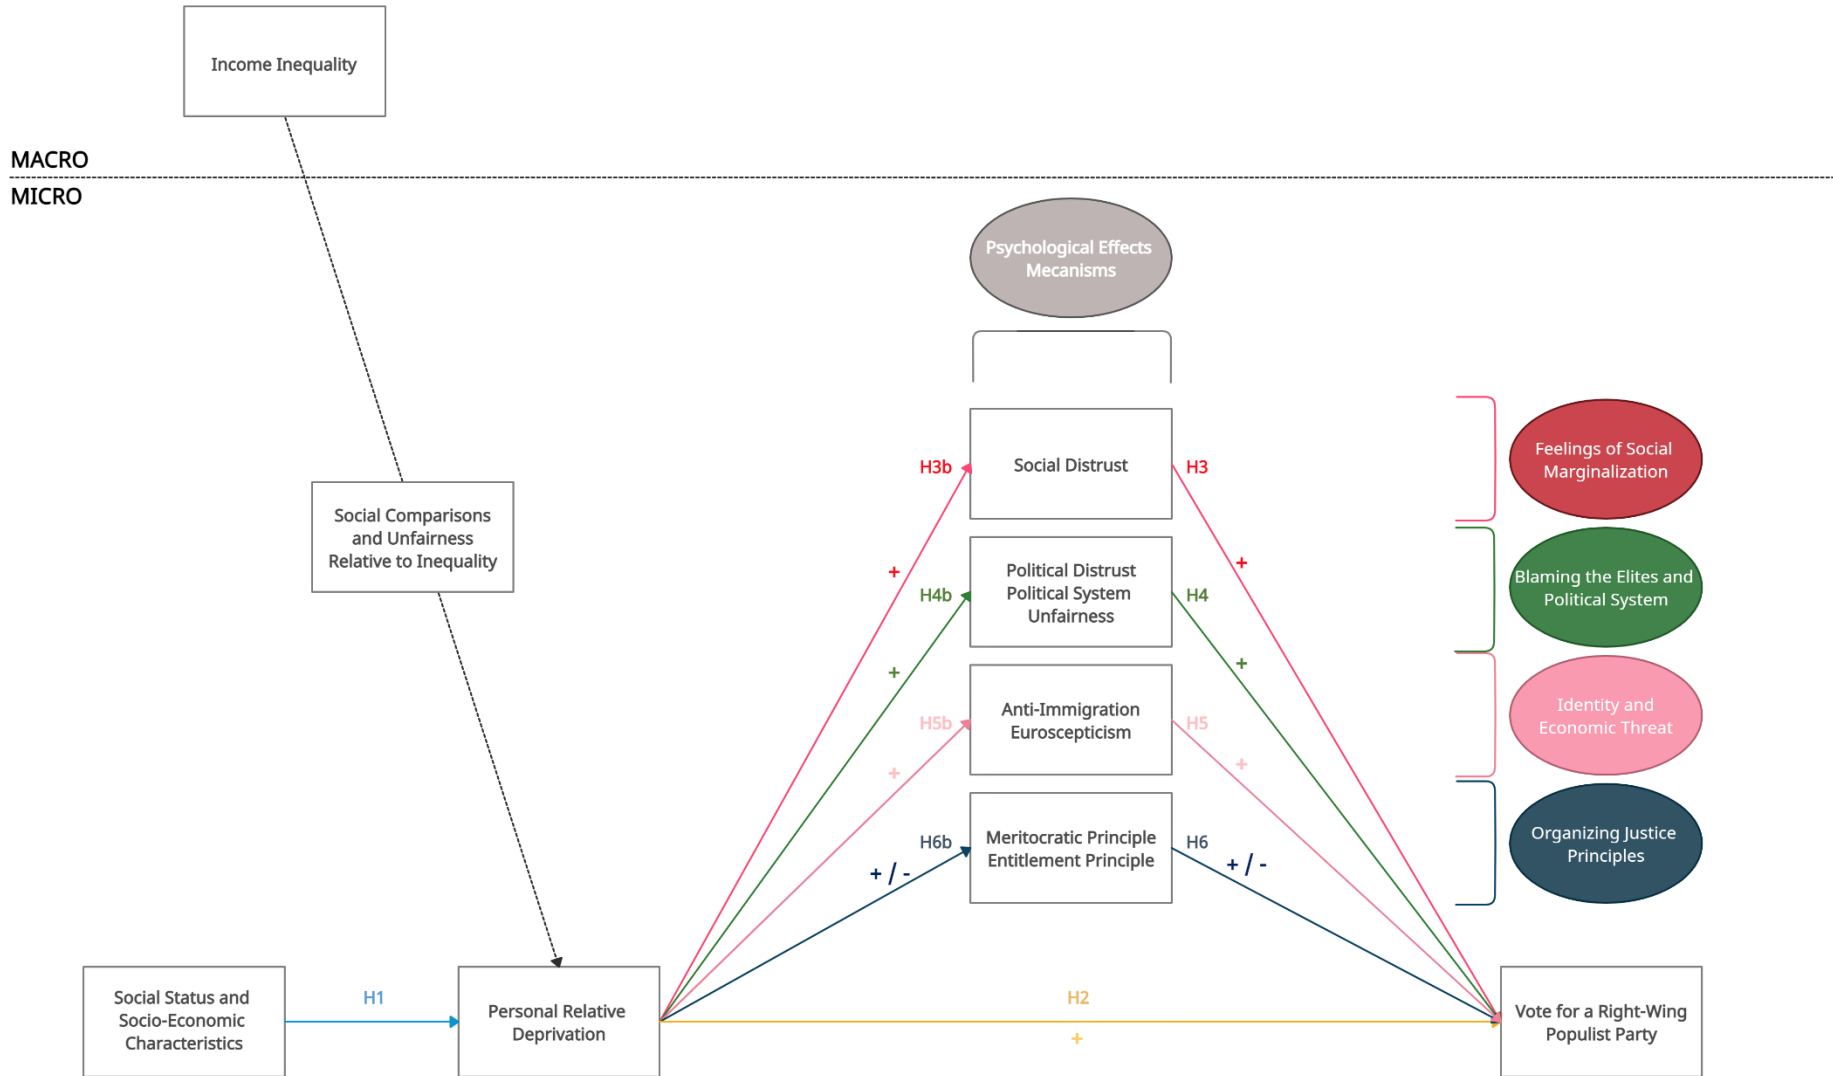 Income Inequality
MACRO
MICRO
Psychological Effects
Mecanisms
Social Comparisons
and Unfairness
Relative to Inequality
H3b
Social Distrust
H3
+
+
Feelings of Social
Marginalization
H4b
Political Distrust
Political System
Unfairness
H4
+
+
Blaming the Elites and
Political System
H5b
Anti-Immigration
Euroscepticism
H5
+
+
Identity and
Economic Threat
H6b
Meritocratic Principle
Entitlement Principle
H6
+ / -
+ / -
Organizing Justice
Principles
Social Status and
Socio-Economic
Characteristics
H1
Personal Relative
Deprivation
H2
+
Vote for a Right-Wing
Populist Party